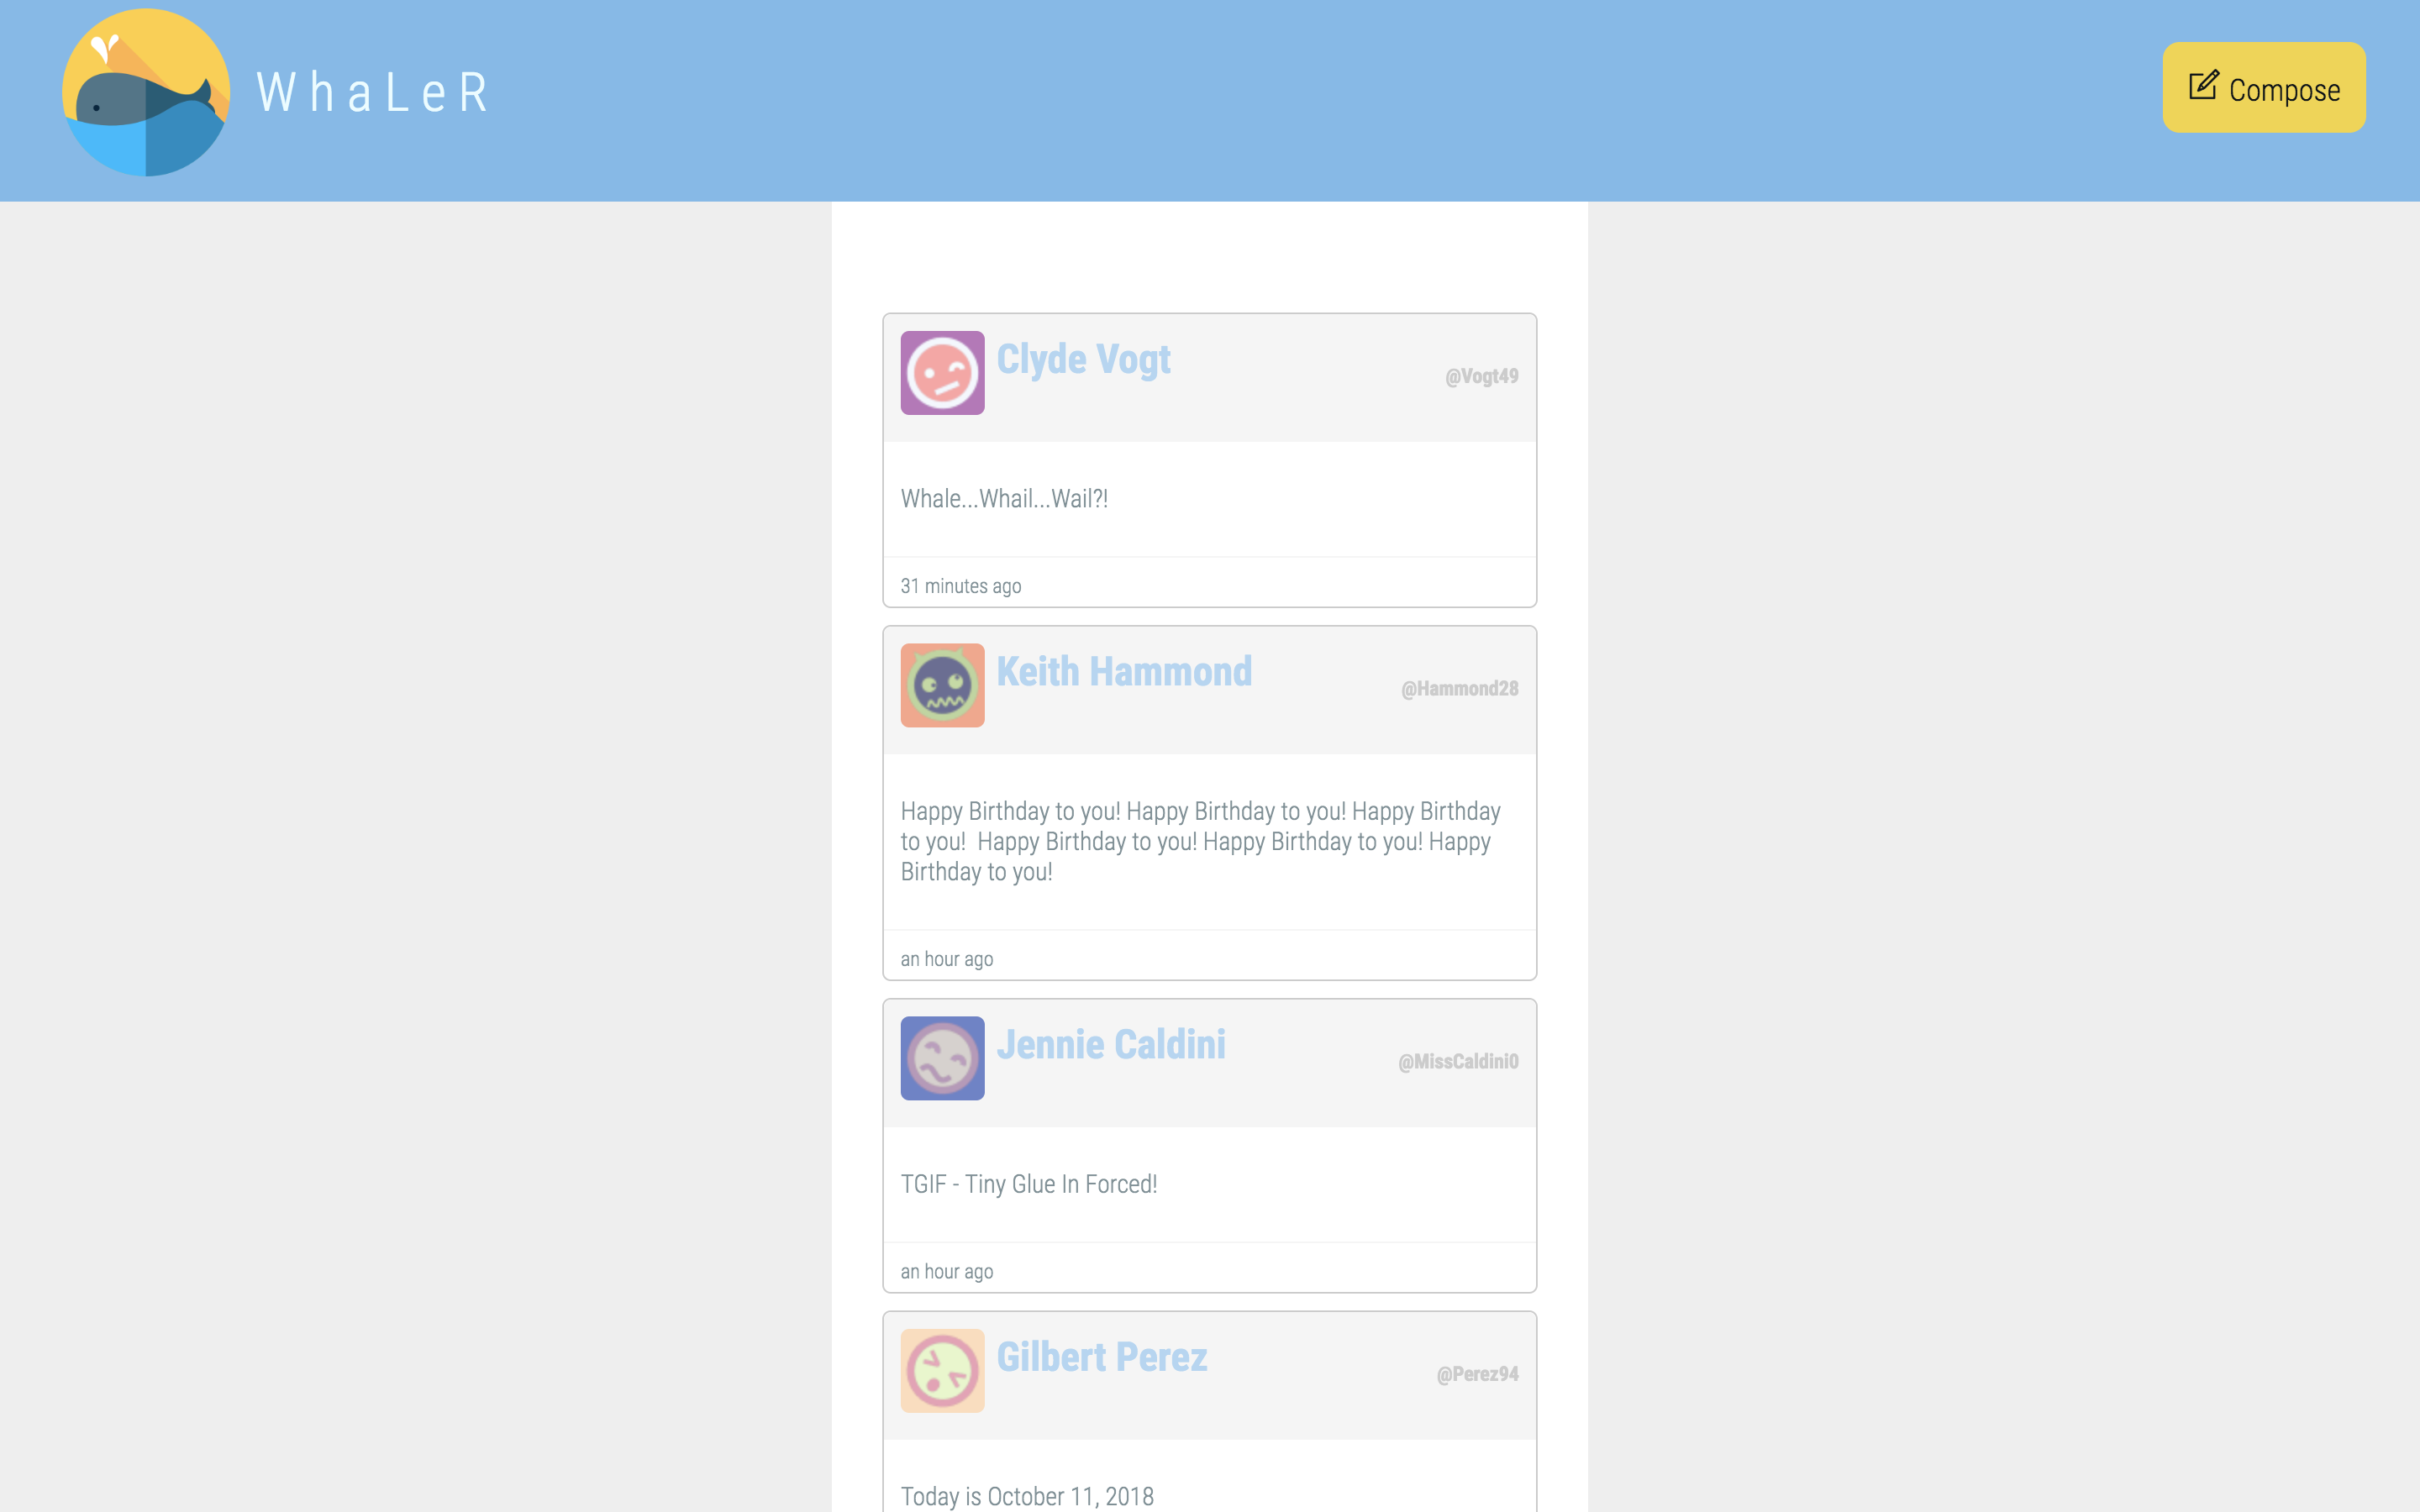 WhaLeR
Compose
Clyde Vogt
@Vogt49
Whale...Whail...Wail?!
31 minutes ago
Keith Hammond
@Hammond28
Happy Birthday to you! Happy Birthday to you! Happy Birthday
to you!  Happy Birthday to you! Happy Birthday to you! Happy
Birthday to you!
an hour ago
Jennie Caldini
@MissCaldini0
TGIF - Tiny Glue In Forced!
an hour ago
Gilbert Perez
@Perez94
Today is October 11, 2018